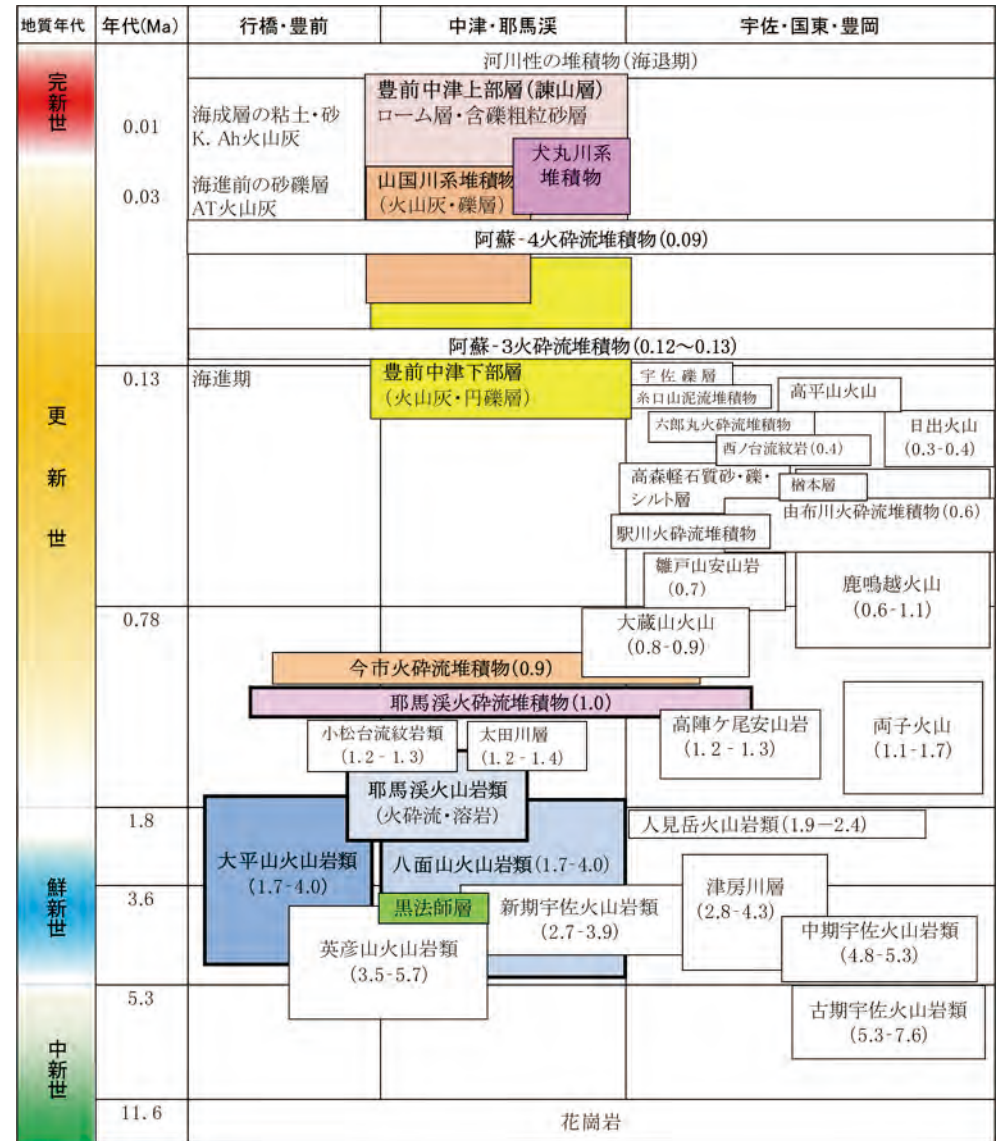 地質年代 年代(Ma) 行橋・豊前 中津・耶馬渓 宇佐・国東・豊岡
河川性の堆積物(海退期)
完新世
豊前中津上部層(諫山層)
ローム層・含礫粗粒砂層
0.01
海成層の粘土・砂
K. Ah火山灰
犬丸川系
堆積物
0.03
海進前の砂礫層
AT火山灰
山国川系堆積物
(火山灰・礫層)
阿蘇-4火砕流堆積物(0.09)
阿蘇-3火砕流堆積物(0.12〜0.13)
更新世
0.13
海進期
豊前中津下部層
(火山灰・円礫層)
宇佐礫層
糸口山泥流堆積物
高平山火山
六郎丸火砕流堆積物
日出火山
(0.3-0.4)
西ノ台流紋岩(0.4)
高森軽石質砂・礫・
シルト層
楢本層
由布川火砕流堆積物(0.6)
駅川火砕流堆積物
雛戸山安山岩
(0.7)
鹿鳴越火山
(0.6-1.1)
0.78
大蔵山火山
(0.8-0.9)
今市火砕流堆積物(0.9)
耶馬渓火砕流堆積物(1.0)
小松台流紋岩類
(1.2 - 1.3)
太田川層
(1.2 - 1.4)
高陣ケ尾安山岩
(1.2 - 1.3)
両子火山
(1.1-1.7)
耶馬渓火山岩類
(火砕流・溶岩)
1.8
人見岳火山岩類(1.9－2.4)
鮮新世
大平山火山岩類
(1.7-4.0)
八面山火山岩類(1.7-4.0)
3.6
黒法師層
新期宇佐火山岩類
(2.7-3.9)
津房川層
(2.8-4.3)
英彦山火山岩類
(3.5-5.7)
中期宇佐火山岩類
(4.8-5.3)
5.3
古期宇佐火山岩類
(5.3-7.6)
中新世
11.6
花崗岩